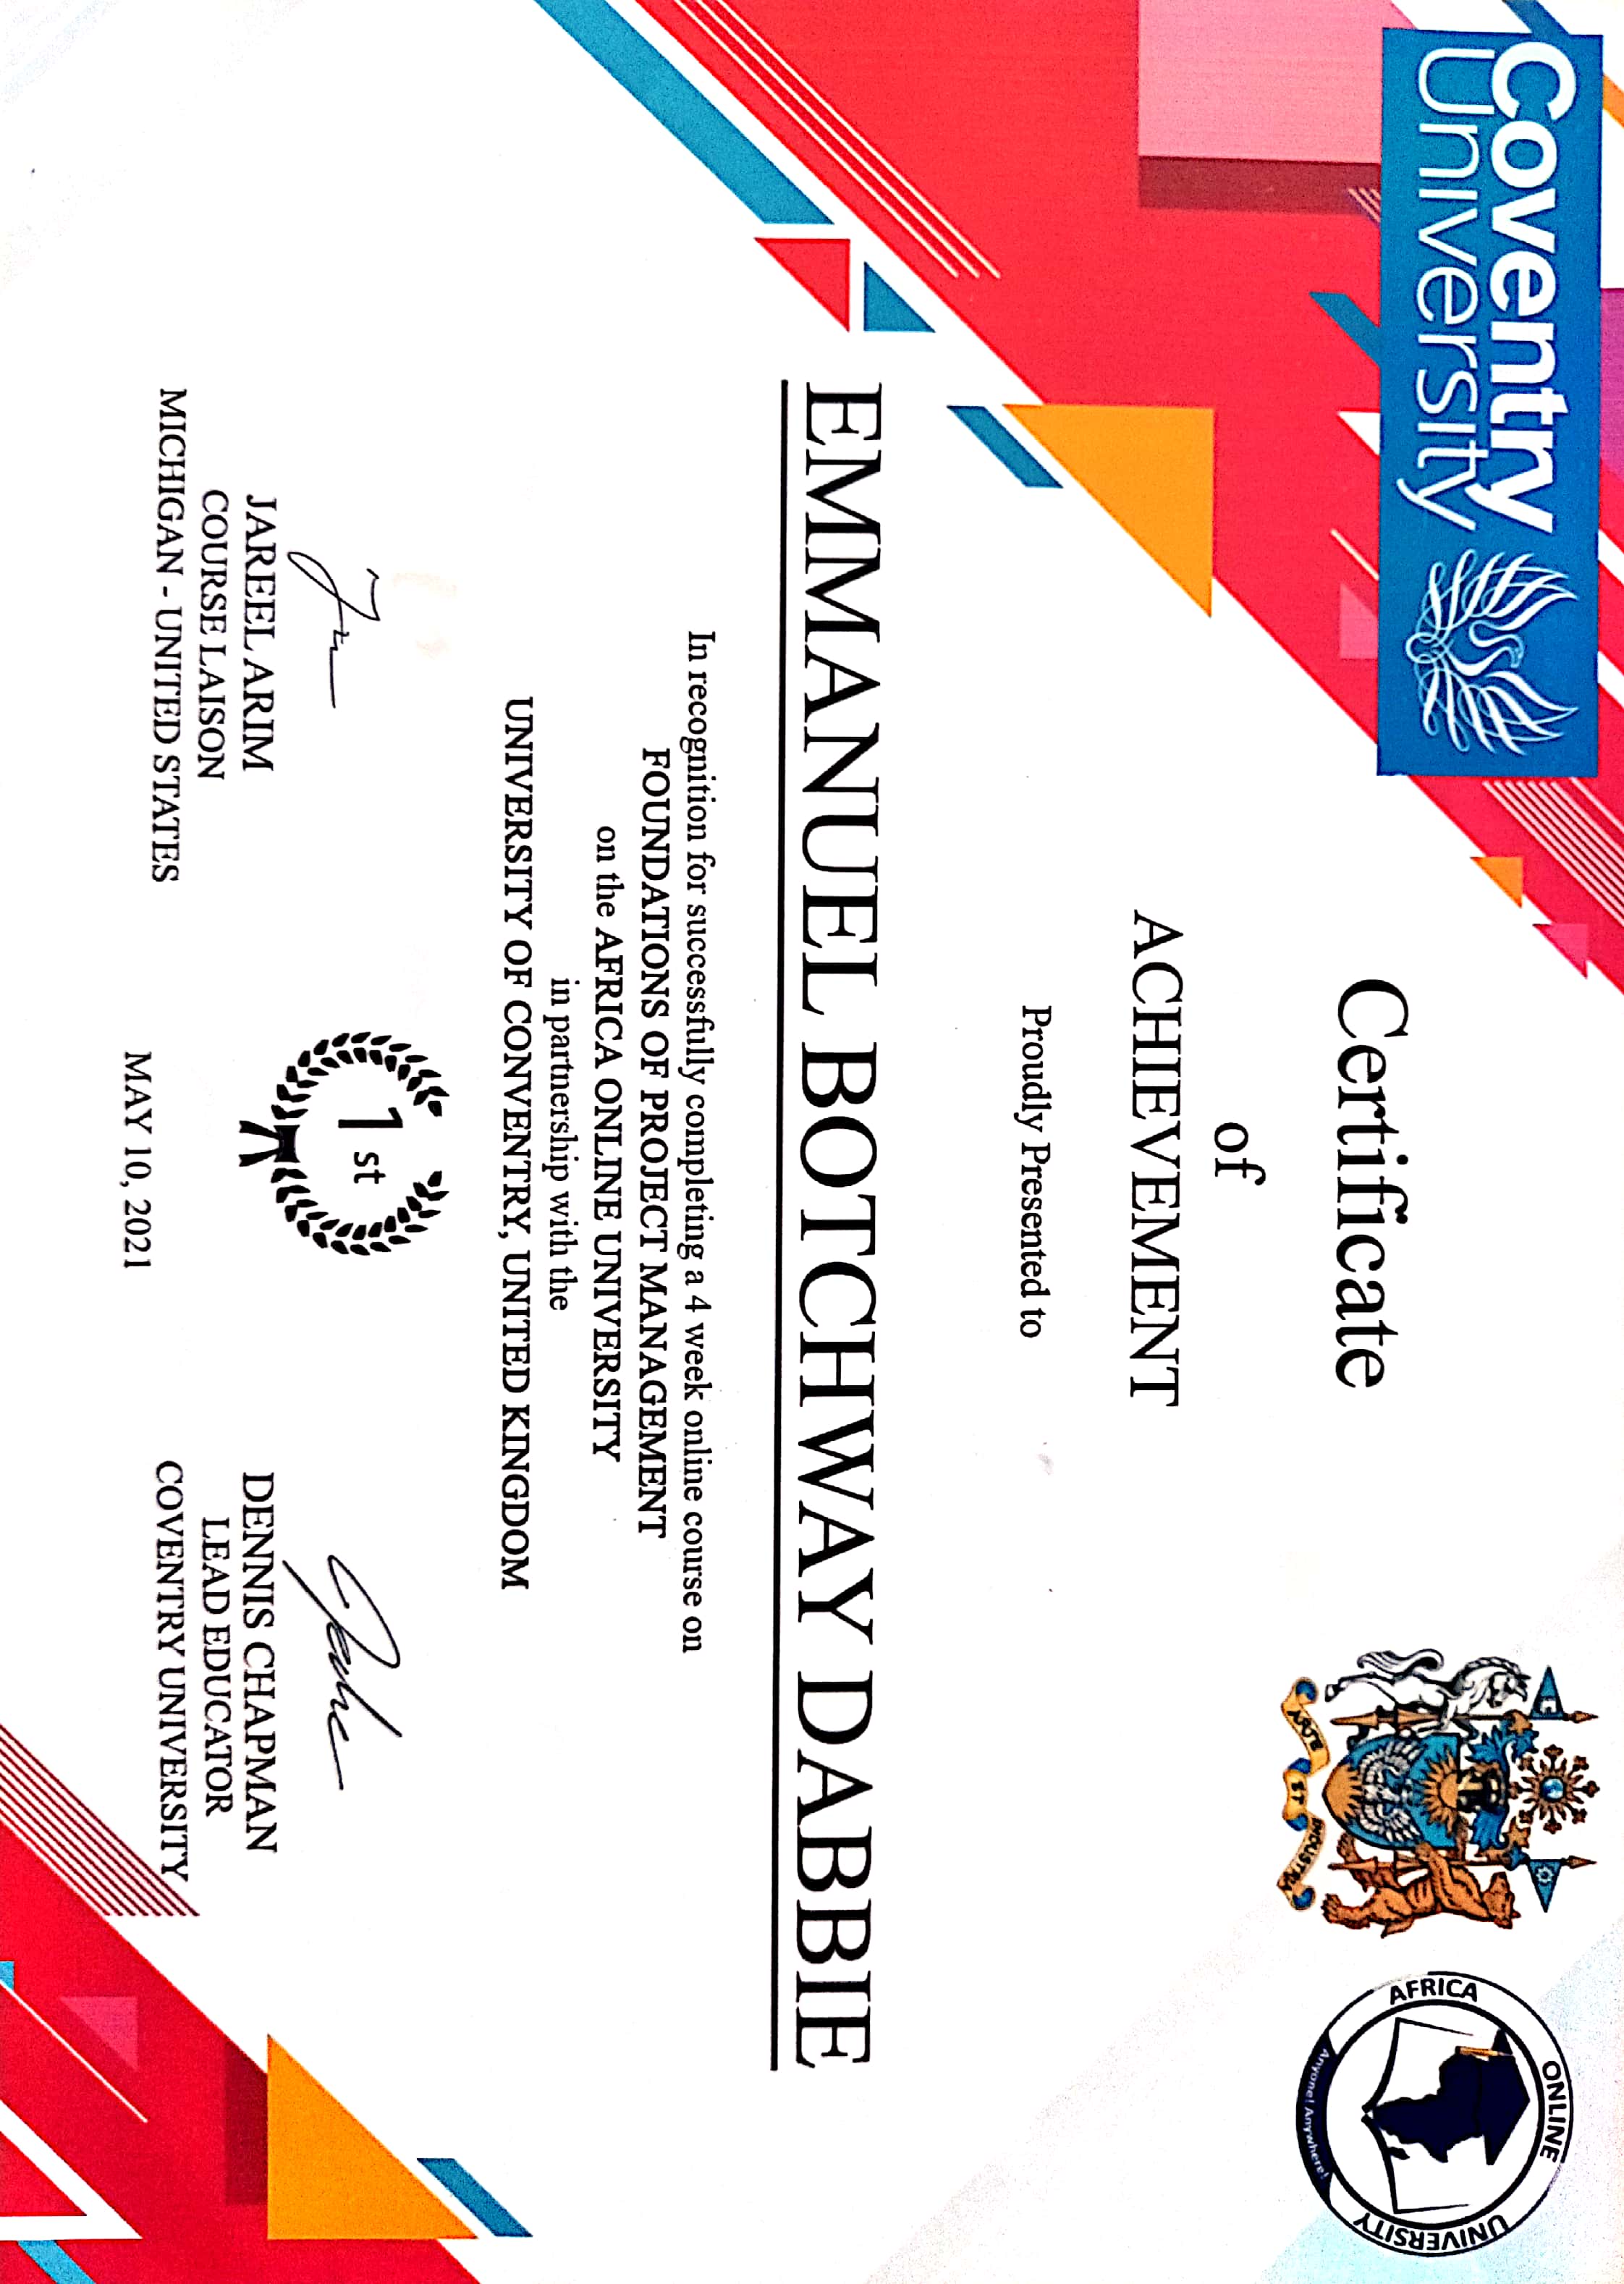 Coventry
University
ARTE ET INDUSTRIA
AFRICA ONLINE UNIVERSITY
Anyone! Anywhere!
Certificate
of
ACHIEVEMENT
Proudly Presented to
EMMANUEL BOTCHWAY DABBIE
In recognition for successfully completing a 4 week online course on
FOUNDATIONS OF PROJECT MANAGEMENT
on the AFRICA ONLINE UNIVERSITY
in partnership with the
UNIVERSITY OF CONVENTRY, UNITED KINGDOM
1st
JAREEL ARIM
COURSE LAISON
MICHIGAN - UNITED STATES
DENNIS CHAPMAN
LEAD EDUCATOR
COVENTRY UNIVERSITY
MAY 10, 2021